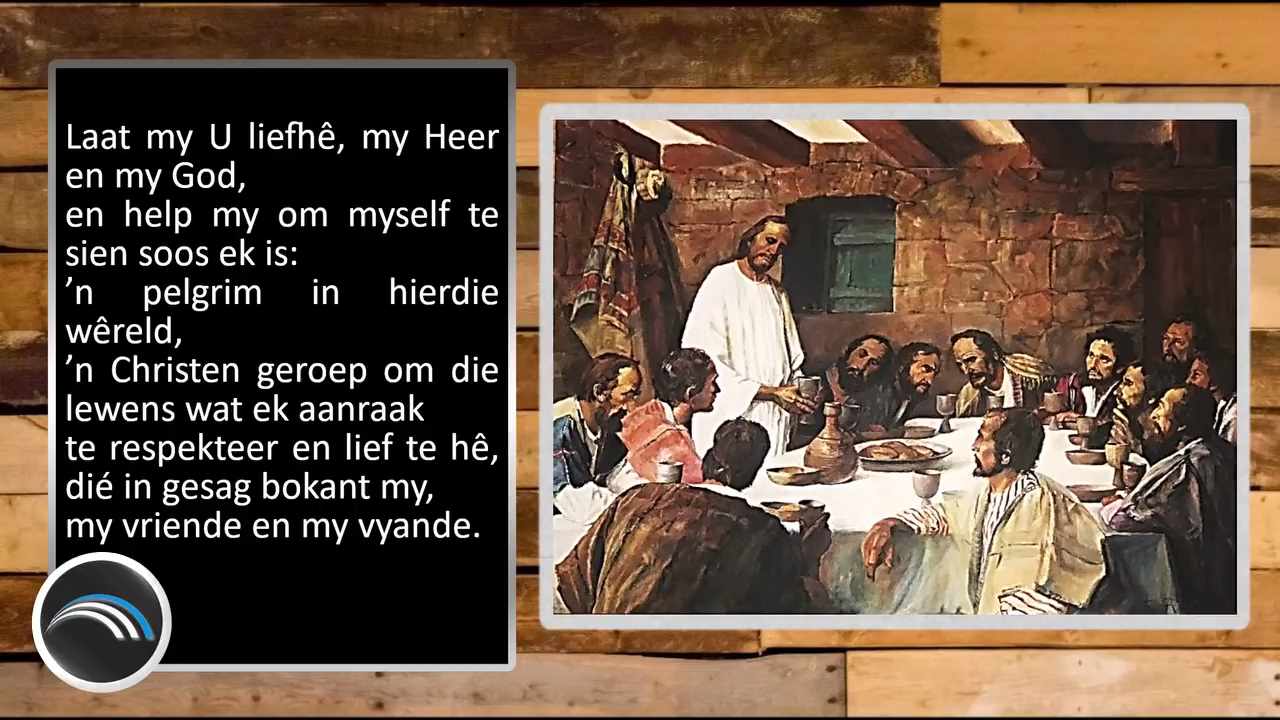 Laat my U liefhê, my Heer
en my God,
en help my om myself te
sien soos ek is:
’n pelgrim in hierdie
wêreld,
’n Christen geroep om die
lewens wat ek aanraak
te respekteer en lief te hê,
dié in gesag bokant my,
my vriende en my vyande.